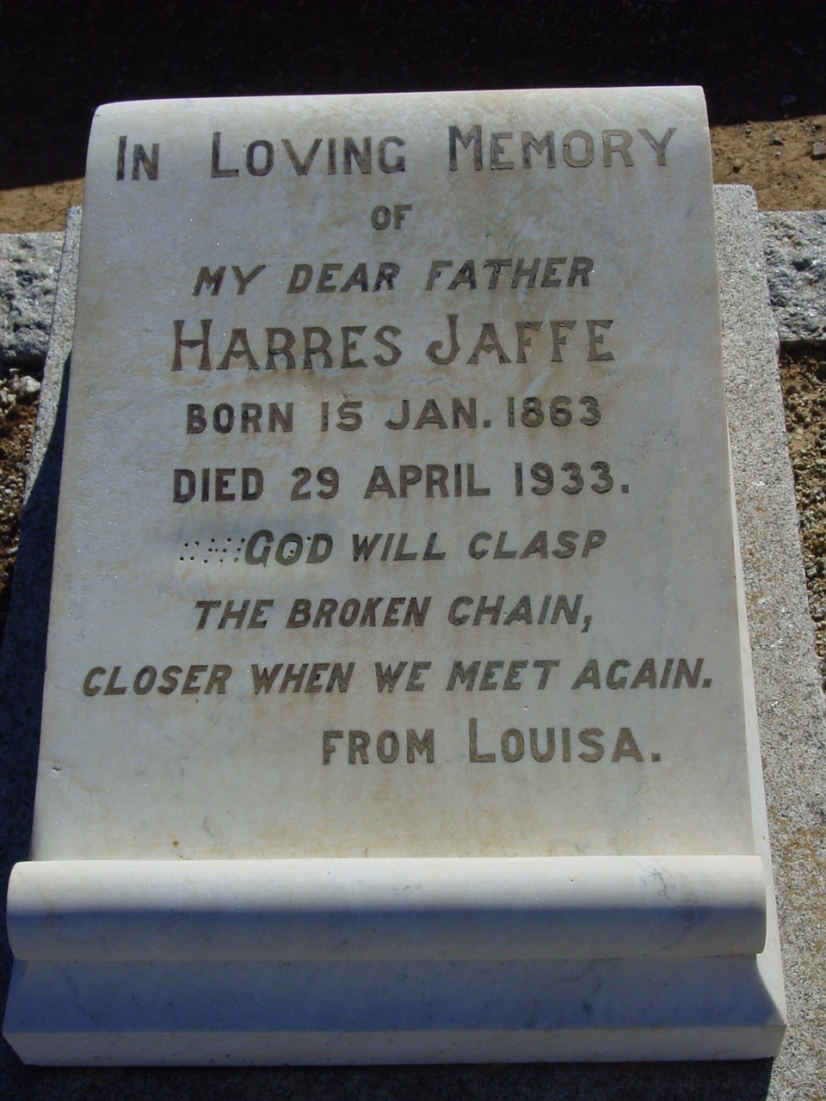 IN LOVING MEMORY
OF
MY DEAR FATHER
HARRES JAFFE
BORN 15 JAN. 1863
DIED 29 APRIL 1933.
GOD WILL CLASP
THE BROKEN CHAIN,
CLOSER WHEN WE MEET AGAIN.
FROM LOUISA.